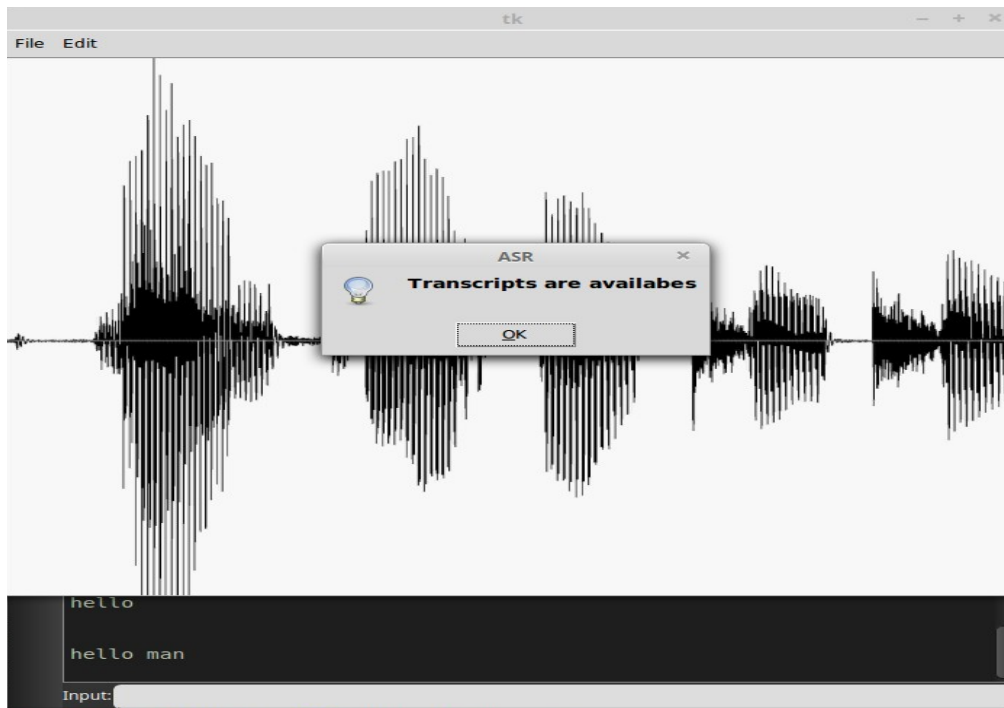 tk
File Edit
ASR
Transcripts are availabes
OK
hello
hello man
Input: